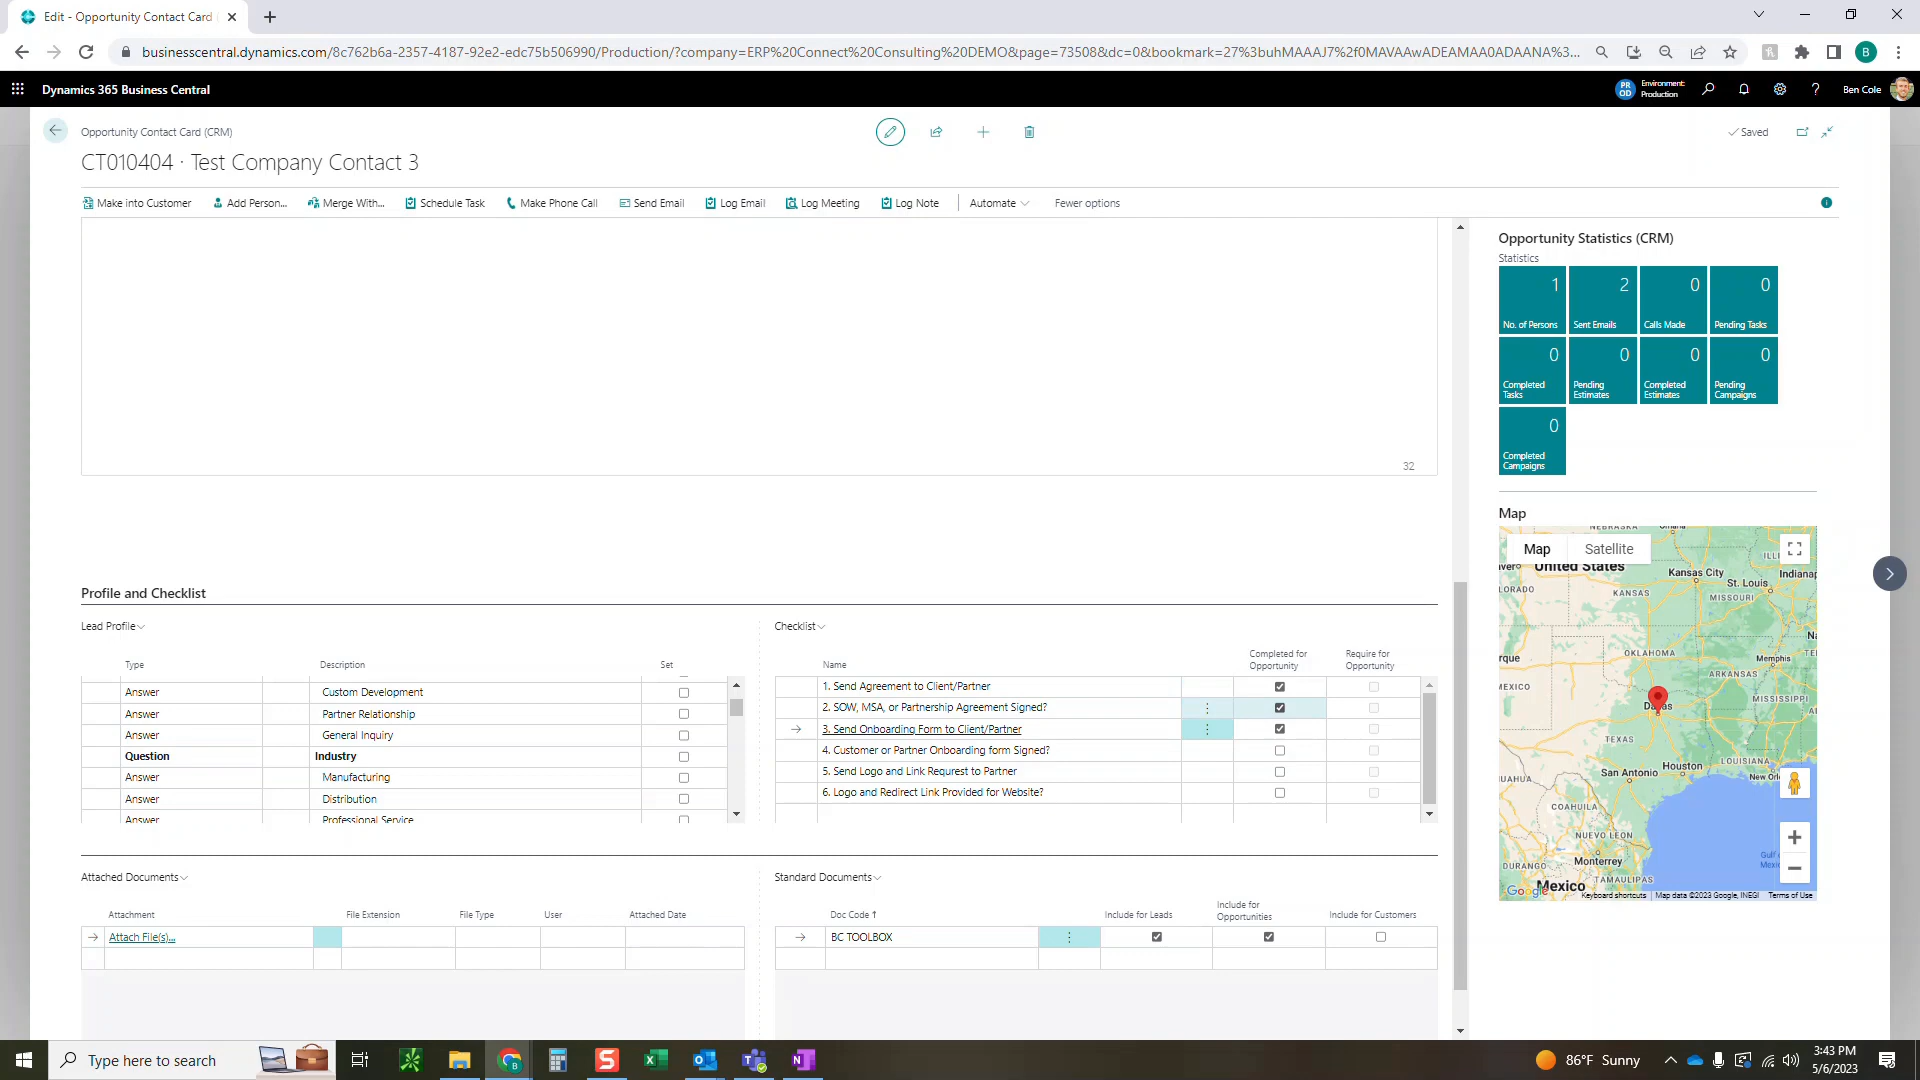 Edit - Opportunity Contact Card
businesscentral.dynamics.com/8c762b6a-2357-4187-92e2-edc75b506990/Production/?company=ERP%20Connect%20Consulting%20DEMO&page=73508&dc=0&bookmark=27%3buhMAAAJ7%2f0MAVAAwADEAMAA0ADAANA%3...
B
Dynamics 365 Business Central
PR OD
Environment: Production
Ben Cole
Opportunity Contact Card (CRM)
Saved
CT010404 · Test Company Contact 3
Make into Customer Add Person... Merge With... Schedule Task Make Phone Call Send Email Log Email Log Meeting Log Note Automate Fewer options
32
Opportunity Statistics (CRM)
Statistics
1 2 0 0
No. of Persons Sent Emails Calls Made Pending Tasks
0 0 0 0
Completed Tasks Pending Estimates Completed Estimates Pending Campaigns
0
Completed Campaigns
Map
Map Satellite
United States
Kansas City
St. Louis
Indianap
KANSAS
MISSOURI
OKLAHOMA
Memphis
ARKANSAS
MISSISSIPPI
Dallas
TEXAS
LOUISIANA
Houston
San Antonio
COAHUILA
NUEVO LEON
Monterrey
DURANGO
TAMAULIPAS
Mexico
Google
Keyboard shortcuts Map data ©2023 Google, INEGI Terms of Use
Profile and Checklist
Lead Profile
Type Description Set
Answer Custom Development
Answer Partner Relationship
Answer General Inquiry
Question Industry
Answer Manufacturing
Answer Distribution
Answer Professional Service
Checklist
Name Completed for Opportunity Require for Opportunity
1. Send Agreement to Client/Partner
2. SOW, MSA, or Partnership Agreement Signed?
3. Send Onboarding Form to Client/Partner
4. Customer or Partner Onboarding form Signed?
5. Send Logo and Link Requrest to Partner
6. Logo and Redirect Link Provided for Website?
Attached Documents
Attachment File Extension File Type User Attached Date
Attach File(s)...
Standard Documents
Doc Code ↑ Include for Leads Include for Opportunities Include for Customers
BC TOOLBOX
Type here to search
86°F Sunny
3:43 PM
5/6/2023